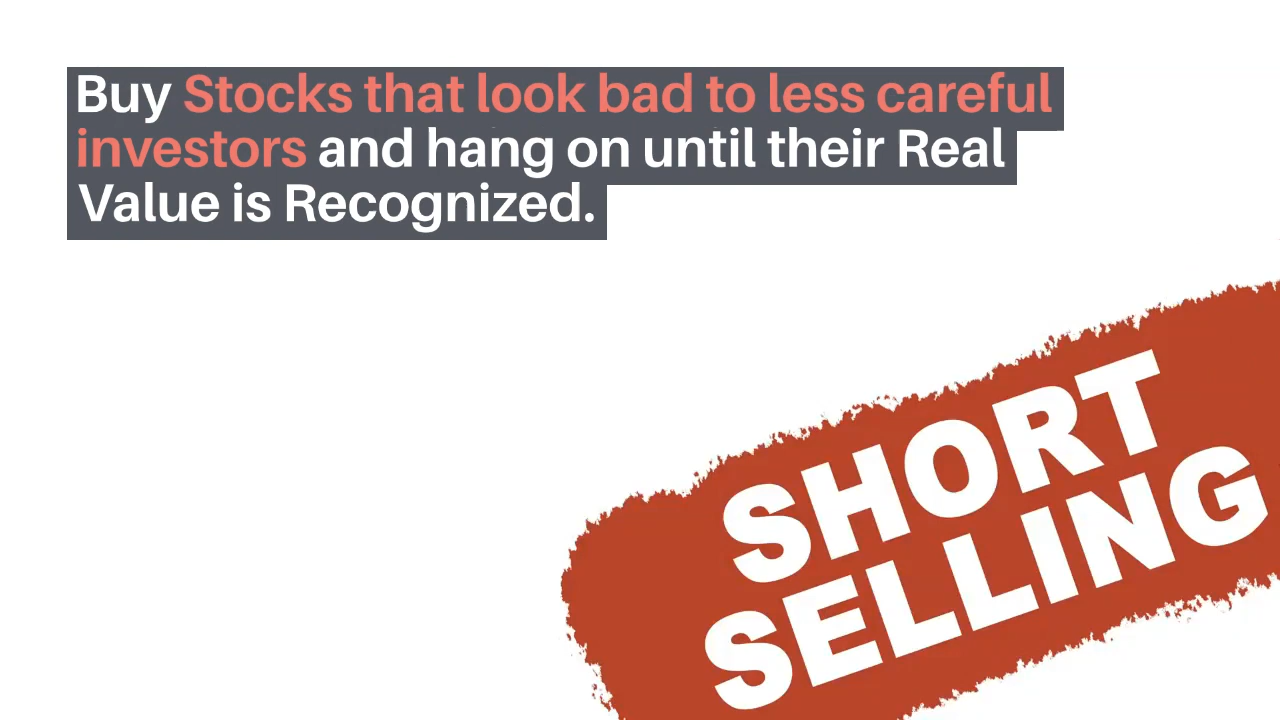 Buy Stocks that look bad to less careful
investors and hang on until their Real
Value is Recognized.
SHORT
SELLING